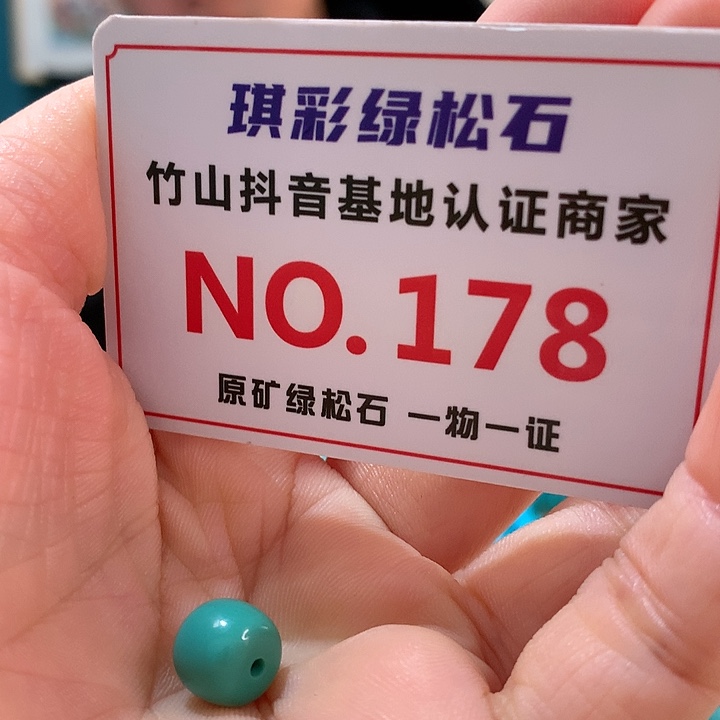 琪彩绿松石
竹山抖音基地认证商家
NO.178
原矿绿松石 一物一证